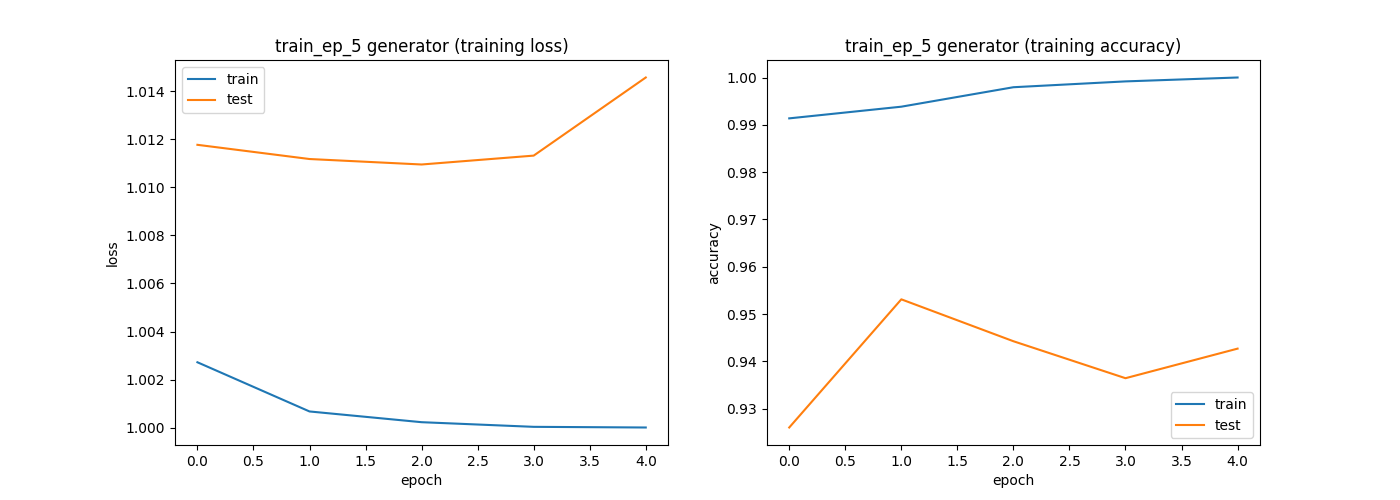 train_ep_5 generator (training loss)
train
test
1.014
1.012
1.010
1.008
1.006
1.004
1.002
1.000
loss
0.0 0.5 1.0 1.5 2.0 2.5 3.0 3.5 4.0
epoch
train_ep_5 generator (training accuracy)
1.00
0.99
0.98
0.97
0.96
0.95
0.94
0.93
accuracy
train
test
0.0 0.5 1.0 1.5 2.0 2.5 3.0 3.5 4.0
epoch